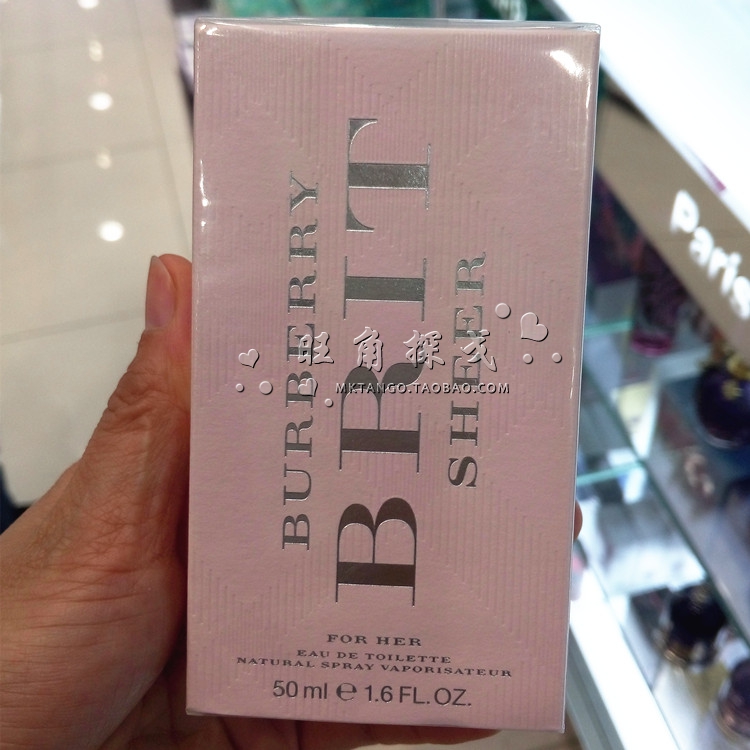 BURBERRY
BRIT
SHEER
旺角探戈
MKTANGO.TAOBAO.COM
FOR HER
EAU DE TOILETTE
NATURAL SPRAY VAPORISATEUR
50 ml ℮ 1.6 FL.OZ.
Paris